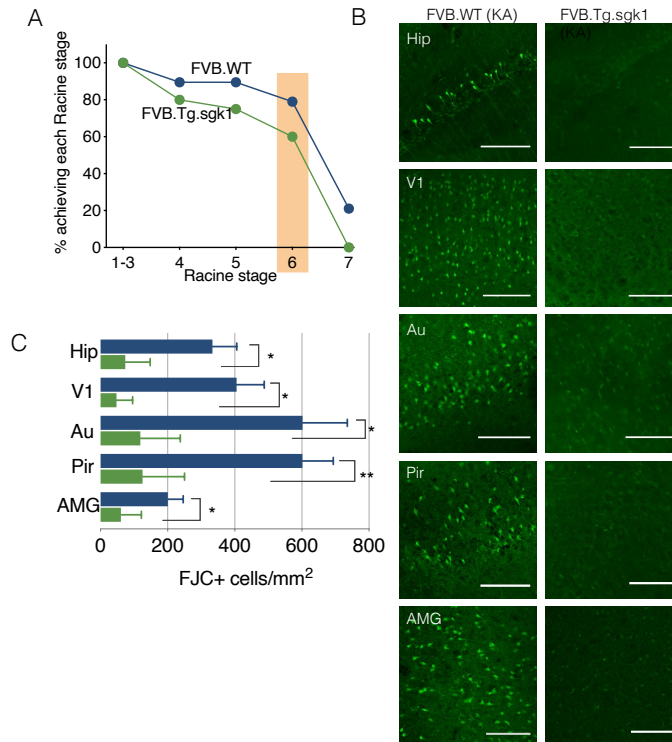 A
FVB.WT
FVB.Tg.sgk1
% achieving each Racine stage
100
80
60
40
20
0
1-3
4
5
6
7
Racine stage
B
FVB.WT (KA)
FVB.Tg.sgk1
(KA)
Hip
V1
Au
Pir
AMG
C
Hip
*
V1
*
Au
*
Pir
**
AMG
*
0
200
400
600
800
FJC+ cells/mm²